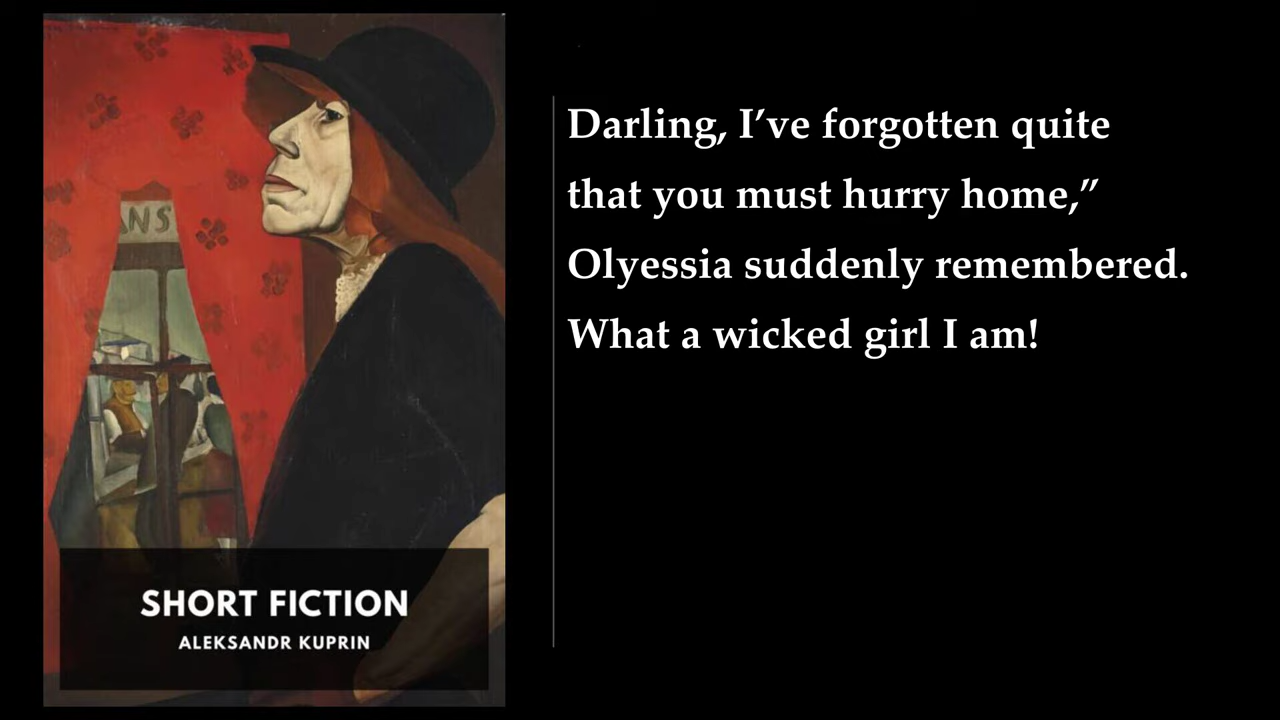 ANS
SHORT FICTION
ALEKSANDR KUPRIN
Darling, I’ve forgotten quite
that you must hurry home,”
Olyessia suddenly remembered.
What a wicked girl I am!